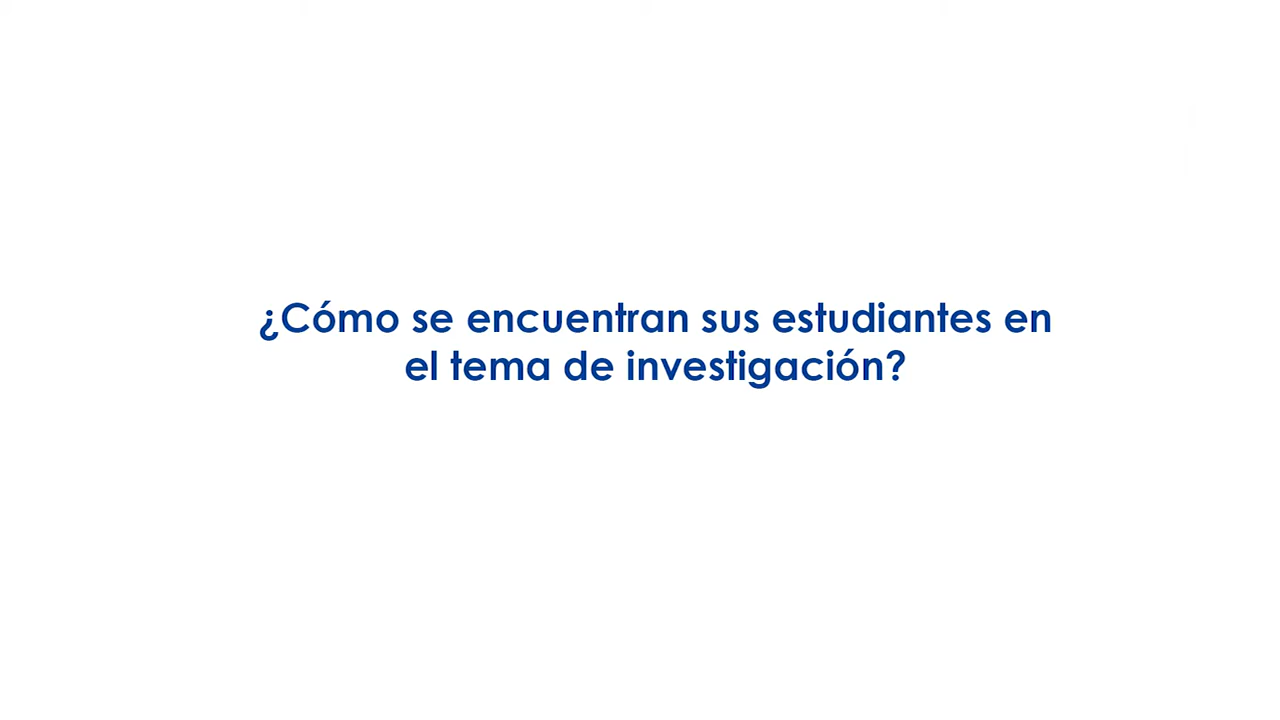 ¿Cómo se encuentran sus estudiantes en
el tema de investigación?